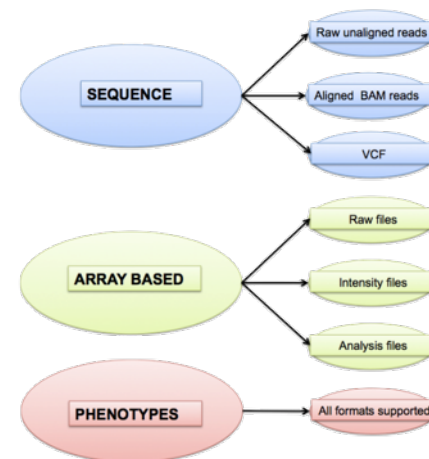 Raw unaligned reads
SEQUENCE
Aligned BAM reads
VCF
Raw files
ARRAY BASED
Intensity files
Analysis files
PHENOTYPES
All formats supported